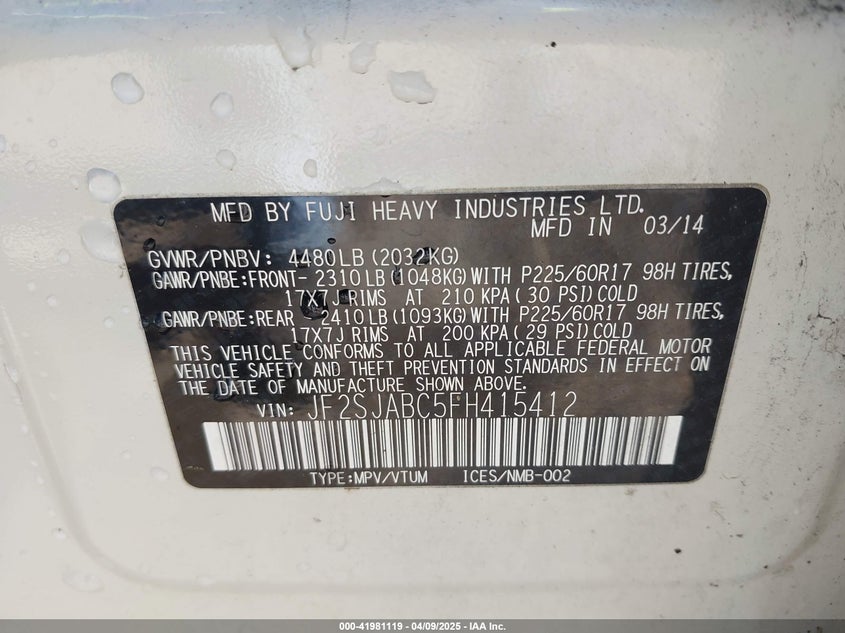 MFD BY FUJI HEAVY INDUSTRIES LTD.
MFD IN 03/14
GVWR/PNBV: 4480LB(2032KG)
GAWR/PNBE:FRONT- 2310LB(1048KG)WITH P225/60R17 98H TIRES,
17X7J RIMS AT 210 KPA(30 PSI)COLD
GAWR/PNBE:REAR 2410LB(1093KG)WITH P225/60R17 98H TIRES,
17X7J RIMS AT 200 KPA(29 PSI)COLD
THIS VEHICLE CONFORMS TO ALL APPLICABLE FEDERAL MOTOR
VEHICLE SAFETY AND THEFT PREVENTION STANDARDS IN EFFECT ON
THE DATE OF MANUFACTURE SHOWN ABOVE.
VIN: JF2SJABC5FH415412
TYPE:MPV/VTUM ICES/NMB-002
000-41981119 - 04/09/2025 - IAA Inc.